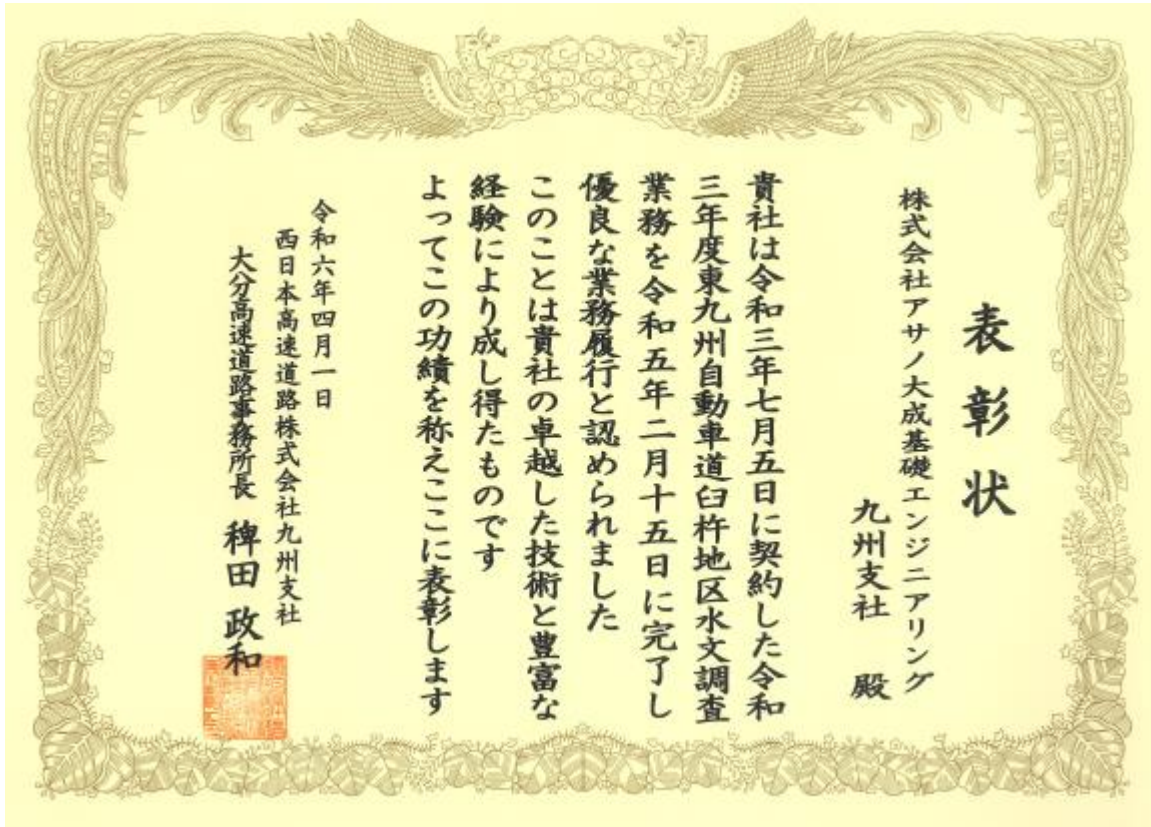 表彰状
株式会社アサノ大成基礎エンジニアリング
九州支社 殿
貴社は令和三年七月五日に契約した令和
三年度東九州自動車道臼杵地区水文調査
業務を令和五年二月十五日に完了し
優良な業務履行と認められました
このことは貴社の卓越した技術と豊富な
経験により成し得たものです
よってこの功績を称えここに表彰します
令和六年四月一日
西日本高速道路株式会社九州支社
大分高速道路事務所長 稗田 政和